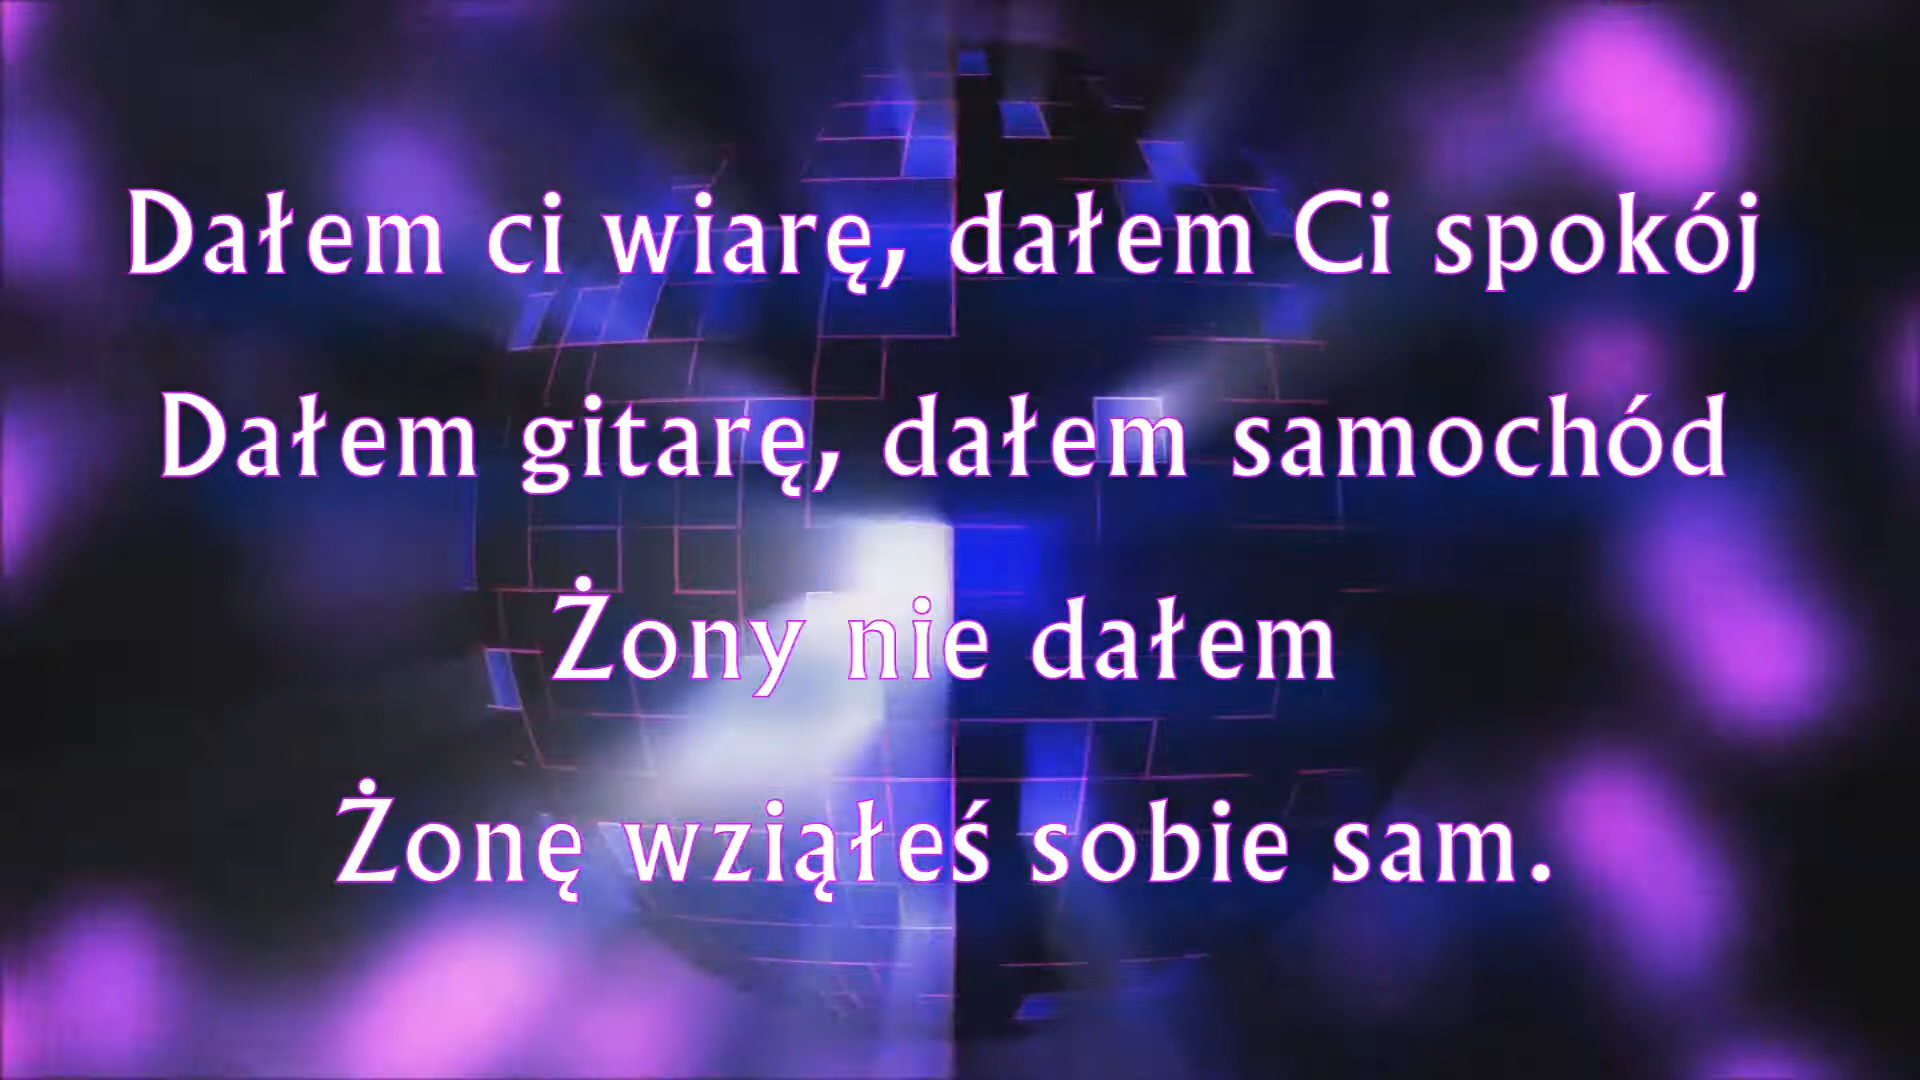 Dałem ci wiarę, dałem Ci spokój
Dałem gitarę, dałem samochód
Żony nie dałem
Żonę wziąłeś sobie sam.